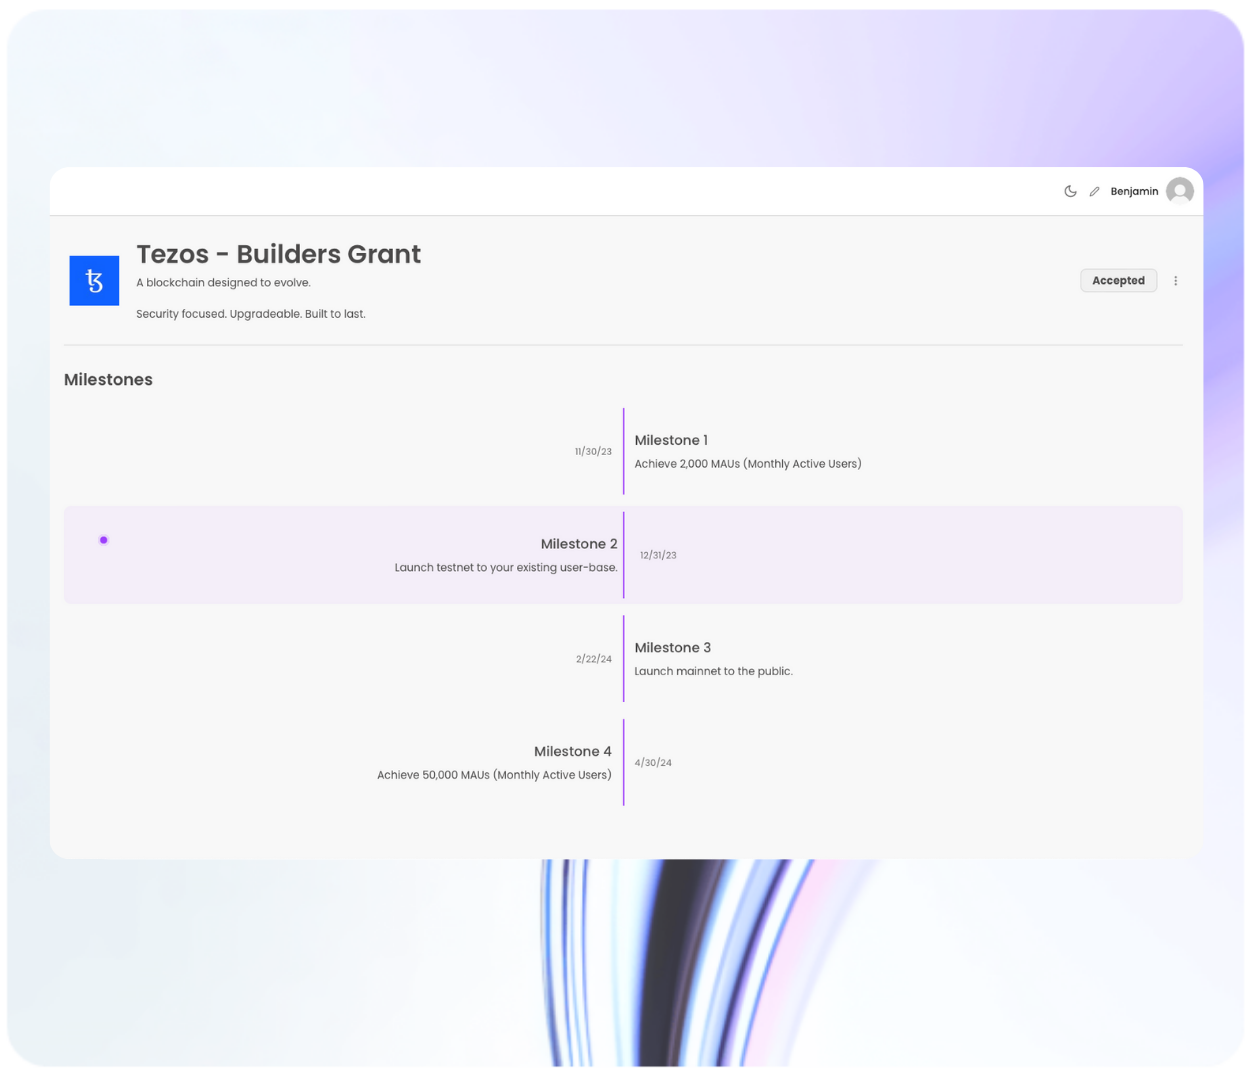 Benjamin
Tezos - Builders Grant
A blockchain designed to evolve.
Security focused. Upgradeable. Built to last.
Accepted
Milestones
11/30/23
Milestone 1
Achieve 2,000 MAUs (Monthly Active Users)
Milestone 2
Launch testnet to your existing user-base.
12/31/23
2/22/24
Milestone 3
Launch mainnet to the public.
Milestone 4
Achieve 50,000 MAUs (Monthly Active Users)
4/30/24